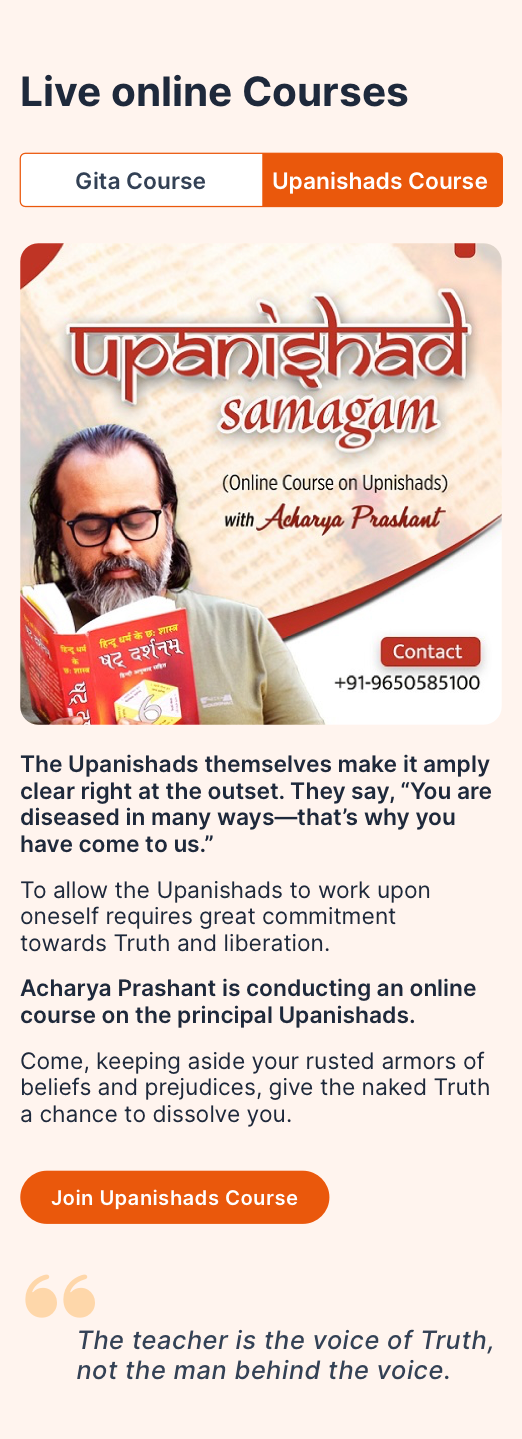 Live online Courses
Gita Course
Upanishads Course
upanishad
samagam
(Online Course on Upnishads)
with Acharya Prashant
हिन्दू धर्म के छः शास्त्र
षट् दर्शनम्
हिन्दी अनुवाद सहित
6
हिन्दू धर्म के
छः शास्त्र
Contact
+91-9650585100
The Upanishads themselves make it amply
clear right at the outset. They say, “You are
diseased in many ways—that’s why you
have come to us.”
To allow the Upanishads to work upon
oneself requires great commitment
towards Truth and liberation.
Acharya Prashant is conducting an online
course on the principal Upanishads.
Come, keeping aside your rusted armors of
beliefs and prejudices, give the naked Truth
a chance to dissolve you.
Join Upanishads Course
“
The teacher is the voice of Truth,
not the man behind the voice.